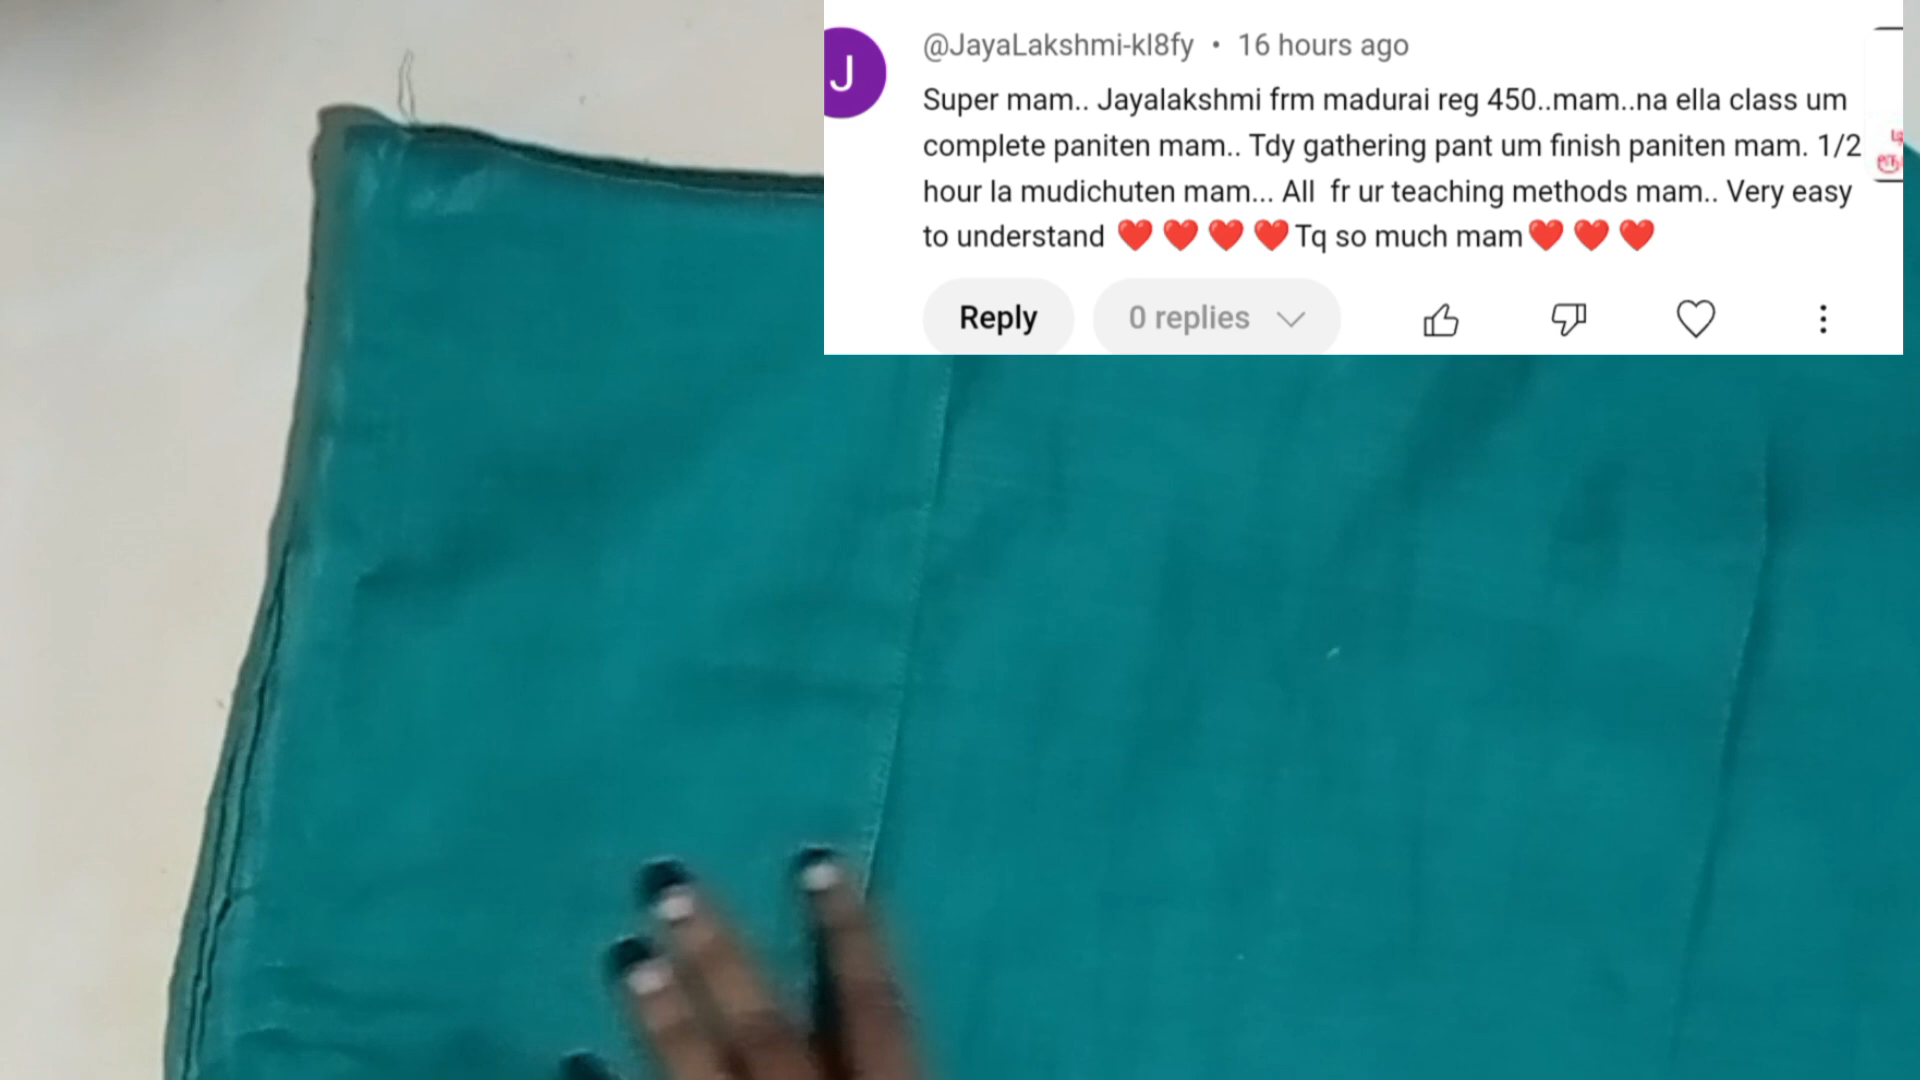 J
@JayaLakshmi-kl8fy • 16 hours ago
Super mam.. Jayalakshmi frm madurai reg 450..mam..na ella class um
complete paniten mam.. Tdy gathering pant um finish paniten mam. 1/2
hour la mudichuten mam... All fr ur teaching methods mam.. Very easy
to understand ❤️❤️❤️❤️Tq so much mam❤️❤️❤️
Reply 0 replies